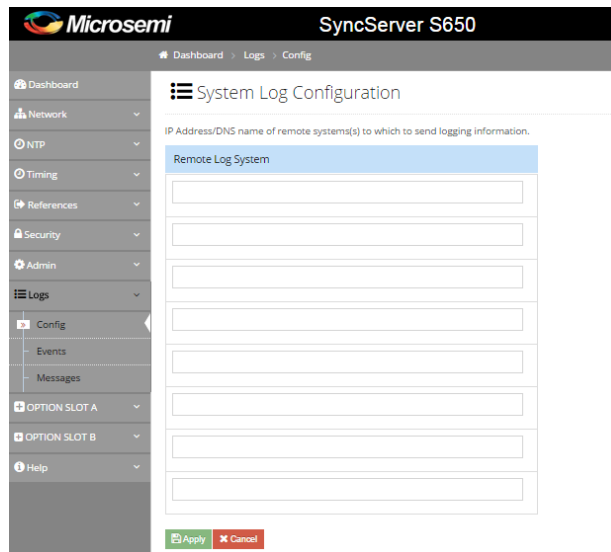 Microsemi
SyncServer S650
Dashboard > Logs > Config
Dashboard
Network
NTP
Timing
References
Security
Admin
Logs
Config
Events
Messages
OPTION SLOT A
OPTION SLOT B
Help
System Log Configuration
IP Address/DNS name of remote systems(s) to which to send logging information.
Remote Log System
Apply
Cancel